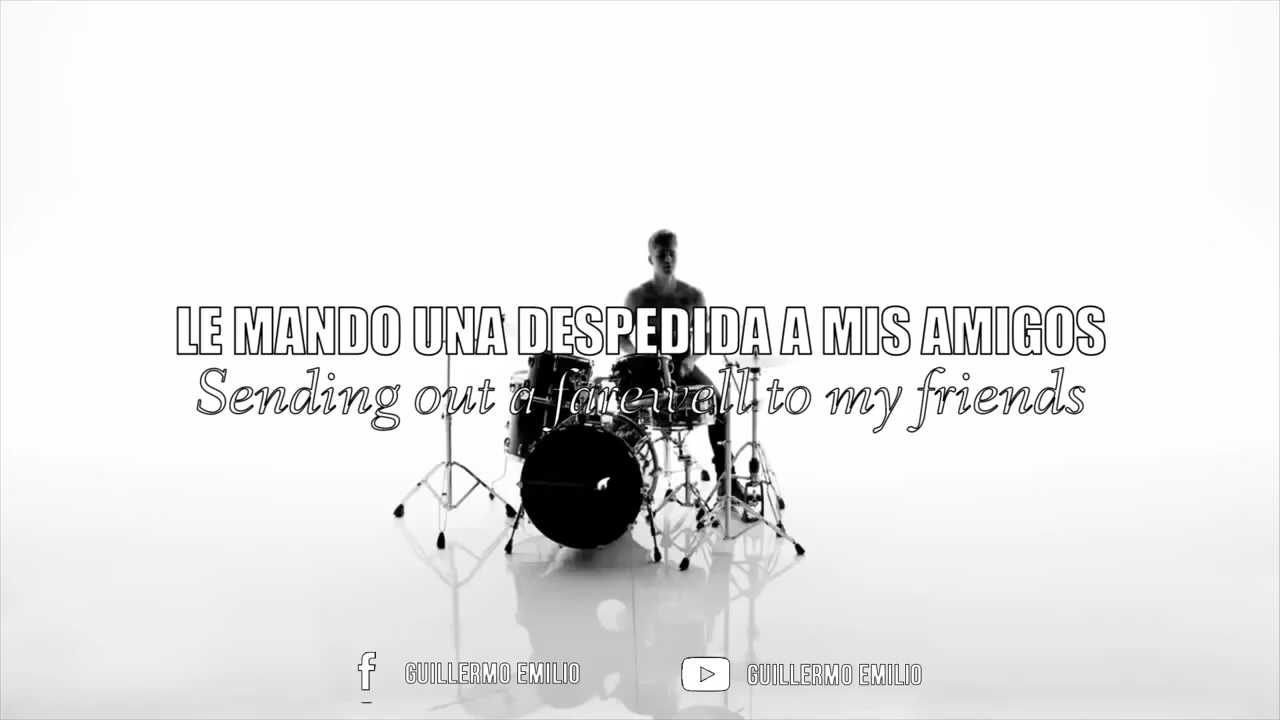 LE MANDO UNA DESPEDIDA A MIS AMIGOS
Sending out a farewell to my friends
GUILLERMO EMILIO
GUILLERMO EMILIO